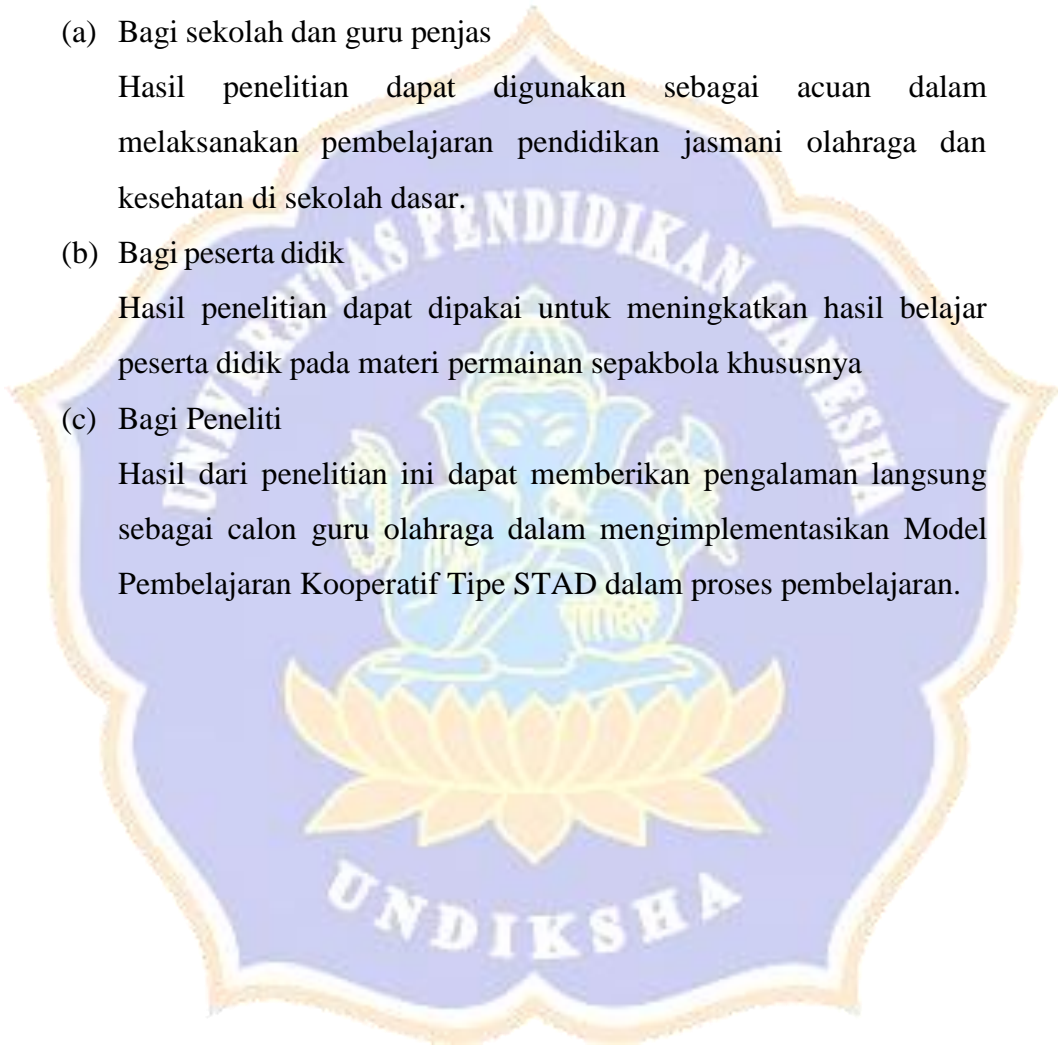 (a) Bagi sekolah dan guru penjas
Hasil penelitian dapat digunakan sebagai acuan dalam
melaksanakan pembelajaran pendidikan jasmani olahraga dan
kesehatan di sekolah dasar.
(b) Bagi peserta didik
Hasil penelitian dapat dipakai untuk meningkatkan hasil belajar
peserta didik pada materi permainan sepakbola khususnya
(c) Bagi Peneliti
Hasil dari penelitian ini dapat memberikan pengalaman langsung
sebagai calon guru olahraga dalam mengimplementasikan Model
Pembelajaran Kooperatif Tipe STAD dalam proses pembelajaran.
UNIVERSITAS PENDIDIKAN GANESHA
UNDIKSHA